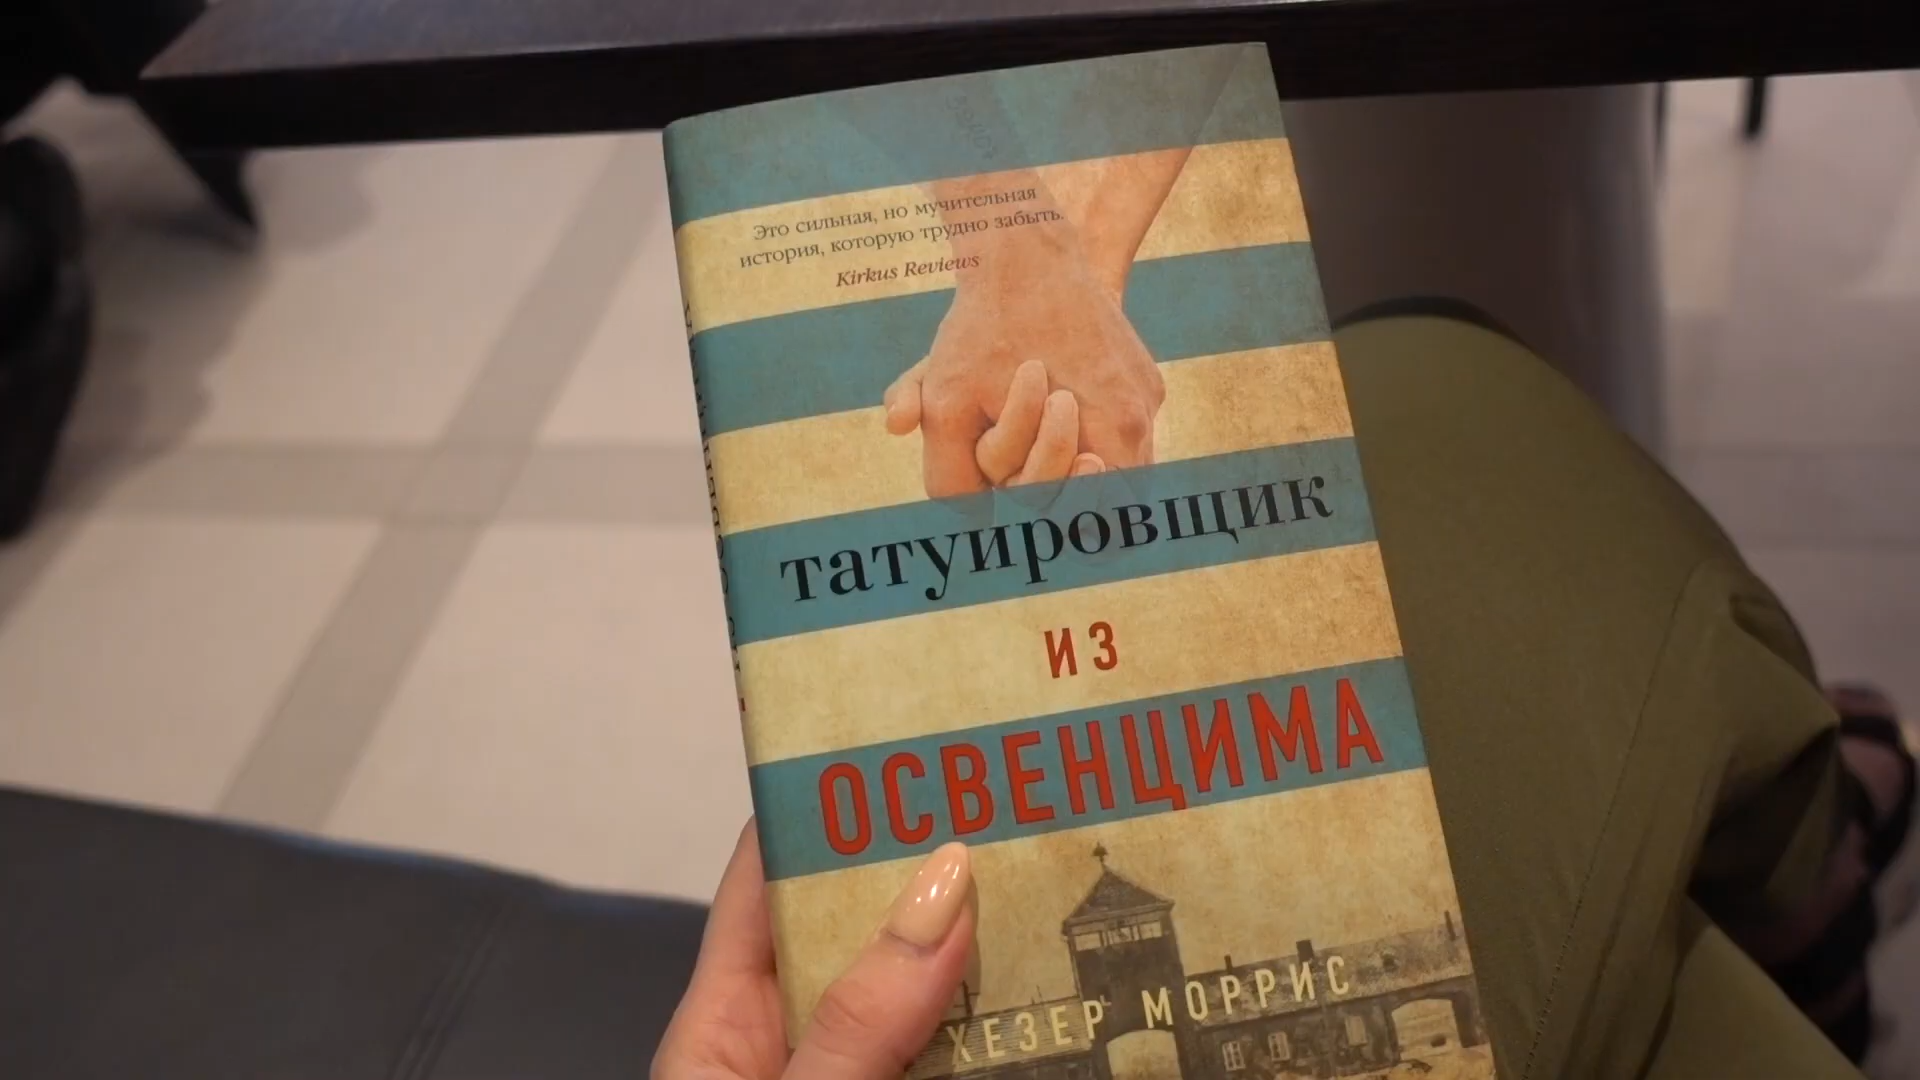 Это сильная, но мучительная
история, которую трудно забыть.
Kirkus Reviews
татуировщик
из
ОСВЕНЦИМА
ХЕЗЕР МОРРИС